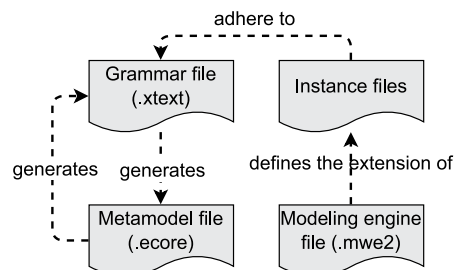 adhere to
Grammar file
(.xtext)
Instance files
generates
generates
defines the extension of
Metamodel file
(.ecore)
Modeling engine
file (.mwe2)